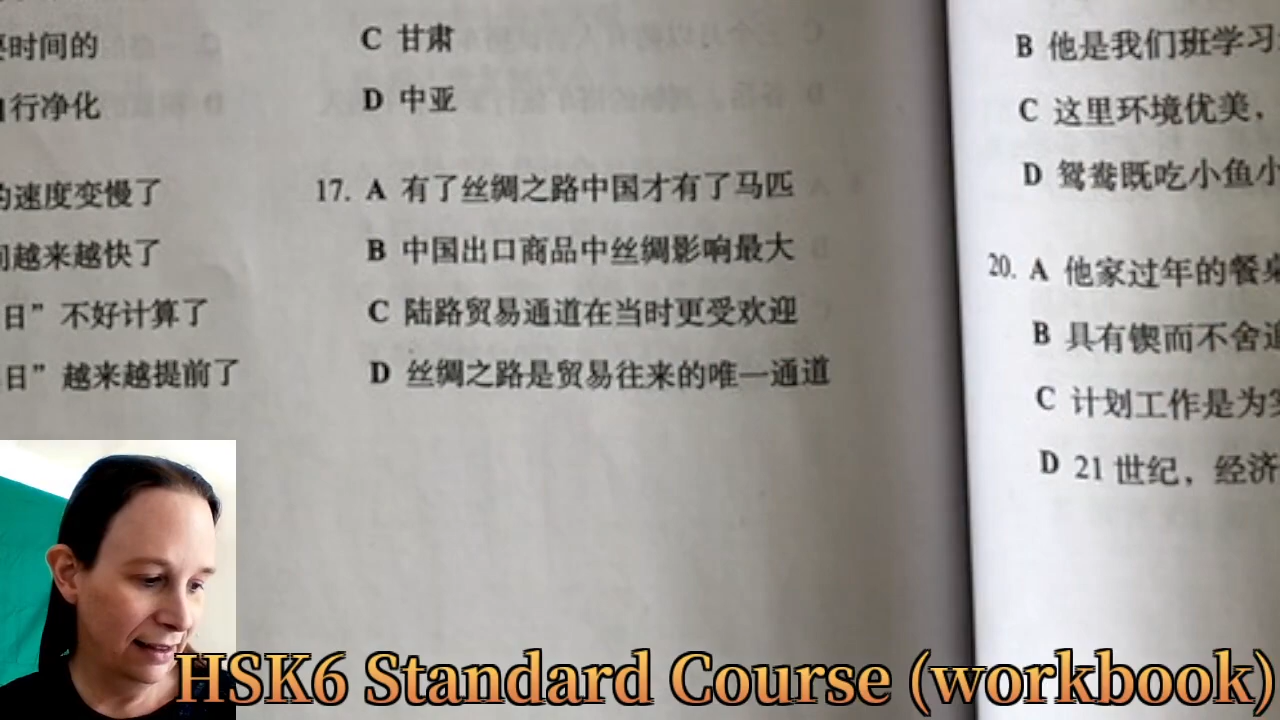 时间的
行净化
的速度变慢了
越来越快了
日”不好计算了
日”越来越提前了
C 甘肃
D 中亚
17. A 有了丝绸之路中国才有了马匹
B 中国出口商品中丝绸影响最大
C 陆路贸易通道在当时更受欢迎
D 丝绸之路是贸易往来的唯一通道
B 他是我们班学习
C 这里环境优美，
D 鸳鸯既吃小鱼小
20. A 他家过年的餐桌
B 具有锲而不舍
C 计划工作是为
D 21 世纪，经济
HSK6 Standard Course (workbook)